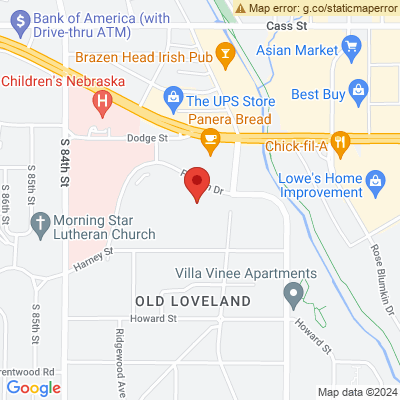 Map error: g.co/staticmaperror
Bank of America (with
Drive-thru ATM)
Cass St
Brazen Head Irish Pub
Asian Market
Children's Nebraska
The UPS Store
Best Buy
Panera Bread
Dodge St
Chick-fil-A
S 84th St
S 85th St
S 86th St
Dr
Lowe's Home
Improvement
Morning Star
Lutheran Church
Harney St
Villa Vinee Apartments
Rose Blumkin Dr
OLD LOVELAND
S 85th St
Howard St
Howard St
Ridgewood Ave
rentwood Rd
Google
Map data ©2024